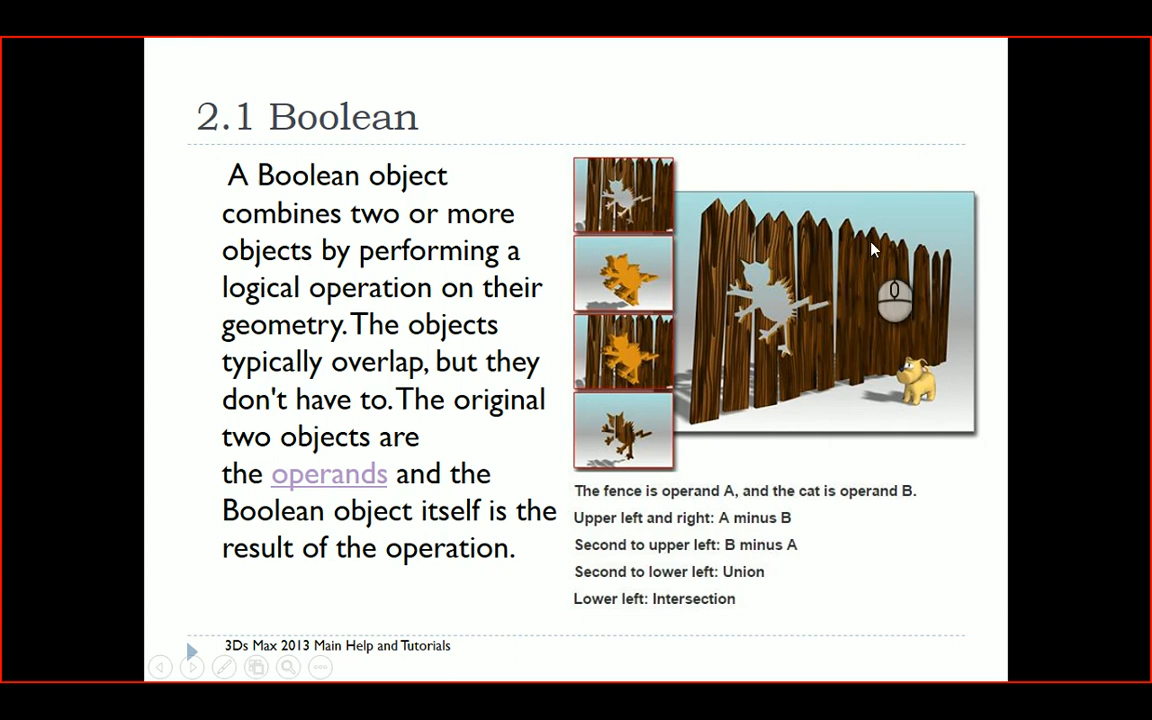 2.1 Boolean
A Boolean object
combines two or more
objects by performing a
logical operation on their
geometry. The objects
typically overlap, but they
don't have to. The original
two objects are
the operands and the
Boolean object itself is the
result of the operation.
The fence is operand A, and the cat is operand B.
Upper left and right: A minus B
Second to upper left: B minus A
Second to lower left: Union
Lower left: Intersection
3Ds Max 2013 Main Help and Tutorials